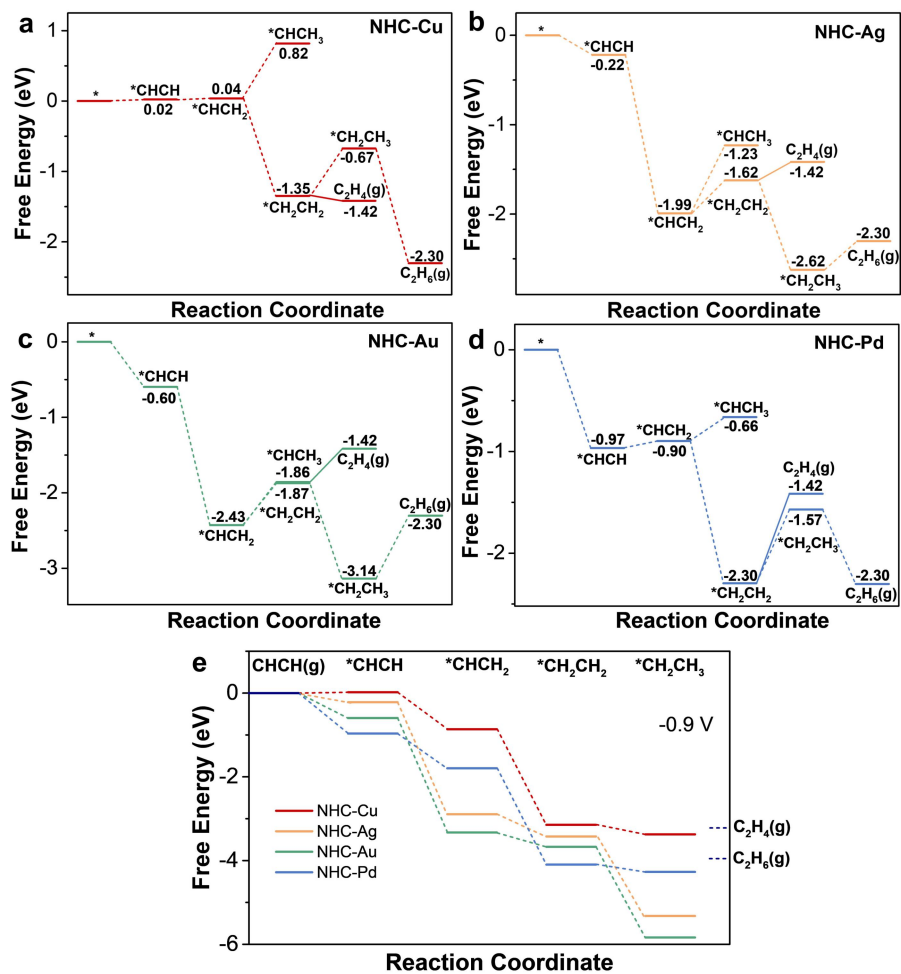 a
NHC-Cu
Free Energy (eV)
1
0
-1
-2
*
*CHCH
0.02
0.04
*CHCH₂
*CHCH₃
0.82
-1.35
*CH₂CH₂
*CH₂CH₃
-0.67
C₂H₄(g)
-1.42
-2.30
C₂H₆(g)
Reaction Coordinate
b
NHC-Ag
Free Energy (eV)
0
-1
-2
*
*CHCH
-0.22
-1.99
*CHCH₂
*CHCH₃
-1.23
-1.62
*CH₂CH₂
C₂H₄(g)
-1.42
-2.62
*CH₂CH₃
-2.30
C₂H₆(g)
Reaction Coordinate
c
NHC-Au
Free Energy (eV)
0
-1
-2
-3
*
*CHCH
-0.60
-2.43
*CHCH₂
*CHCH₃
-1.86
-1.87
*CH₂CH₂
-1.42
C₂H₄(g)
-3.14
*CH₂CH₃
C₂H₆(g)
-2.30
Reaction Coordinate
d
NHC-Pd
Free Energy (eV)
0
-1
-2
*
-0.97
*CHCH
*CHCH₂
-0.90
*CHCH₃
-0.66
-2.30
*CH₂CH₂
C₂H₄(g)
-1.42
-1.57
*CH₂CH₃
-2.30
C₂H₆(g)
Reaction Coordinate
e
CHCH(g) *CHCH *CHCH₂ *CH₂CH₂ *CH₂CH₃
Free Energy (eV)
0
-2
-4
-6
-0.9 V
NHC-Cu
NHC-Ag
NHC-Au
NHC-Pd
C₂H₄(g)
C₂H₆(g)
Reaction Coordinate